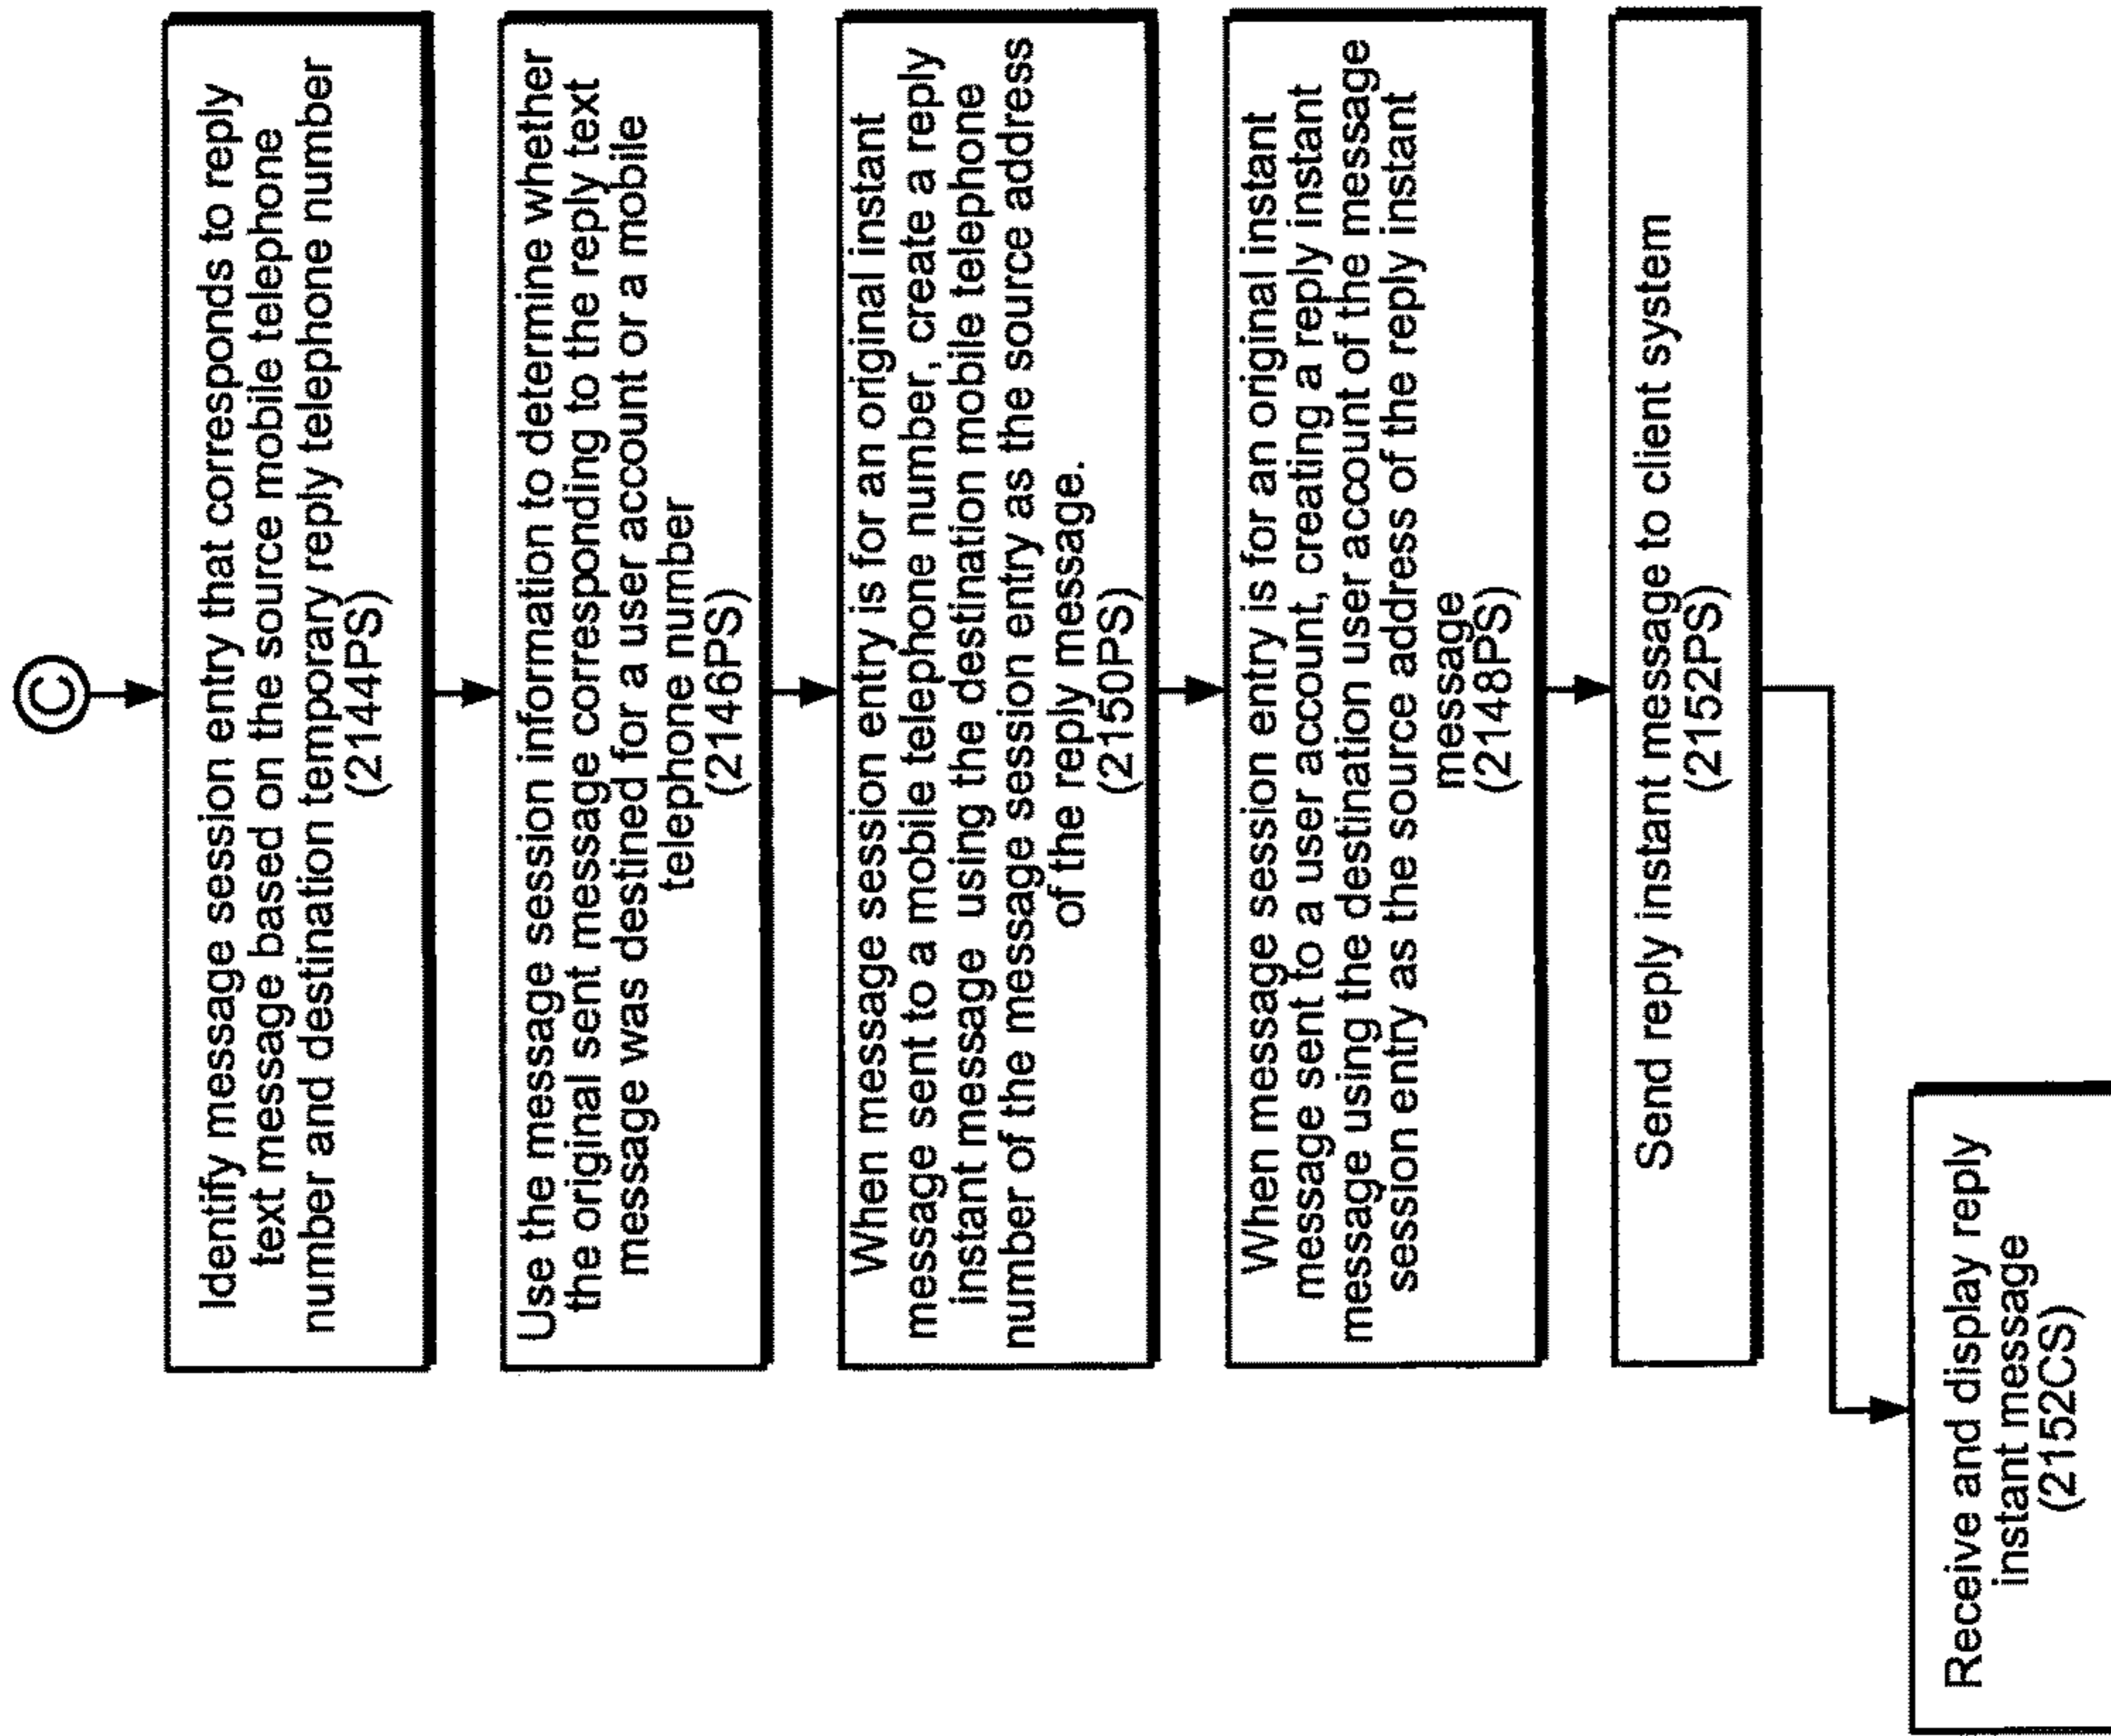 C
Identify message session entry that corresponds to reply
text message based on the source mobile telephone
number and destination temporary reply telephone number
(2144PS)
Use the message session information to determine whether
the original sent message corresponding to the reply text
message was destined for a user account or a mobile
telephone number
(2146PS)
When message session entry is for an original instant
message sent to a mobile telephone number, create a reply
instant message using the destination mobile telephone
number of the message session entry as the source address
of the reply message.
(2150PS)
When message session entry is for an original instant
message sent to a user account, creating a reply instant
message using the destination user account of the message
session entry as the source address of the reply instant
message
(2148PS)
Send reply instant message to client system
(2152PS)
Receive and display reply
instant message
(2152CS)